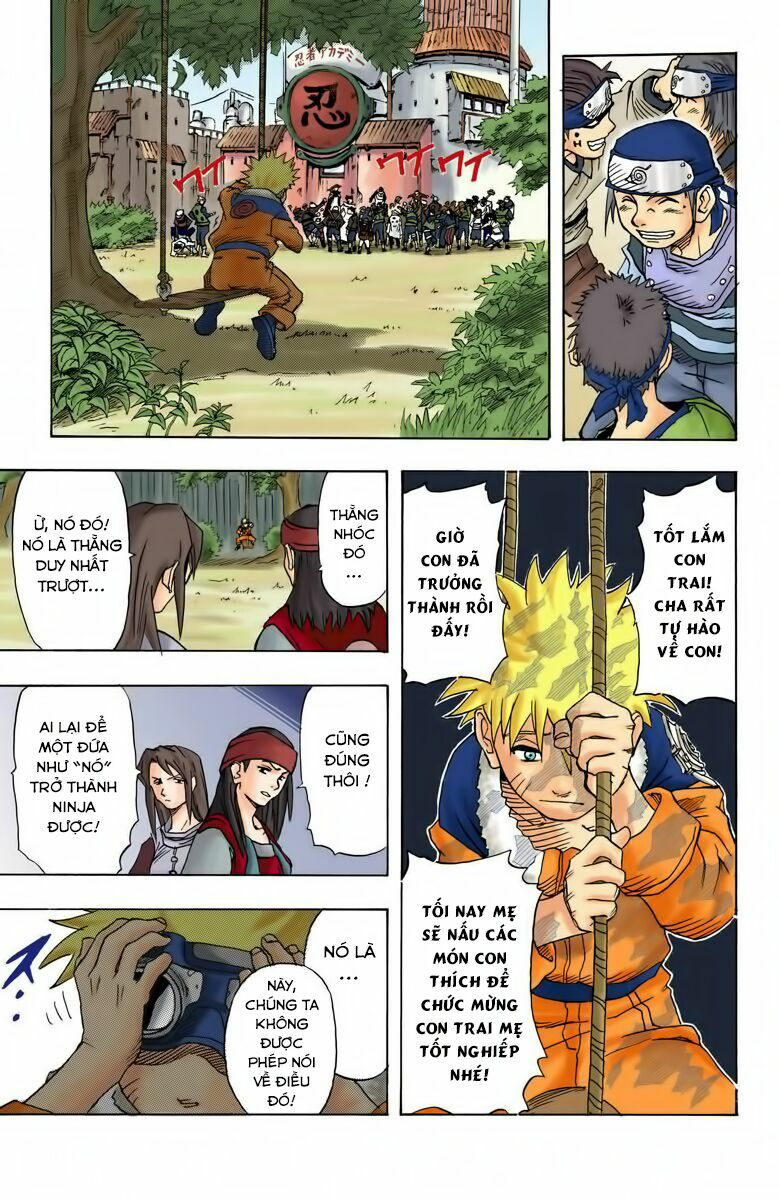 忍者アカデミー
忍
ワイ
ワイ
ワイ
TỐT LẮM
CON
TRAI!
CHA RẤT
TỰ HÀO
VỀ CON!
GIỜ
CON ĐÃ
TRƯỞNG
THÀNH RỒI
ĐẤY!
TỐI NAY MẸ
SẼ NẤU CÁC
MÓN CON
THÍCH ĐỂ
CHỨC MỪNG
CON TRAI MẸ
TỐT NGHIẾP
NHÉ!
THẰNG
NHÓC
ĐÓ
...
Ừ, NÓ ĐÓ!
NÓ LÀ THẰNG
DUY NHẤT
TRƯỢT...
CŨNG
ĐÚNG
THÔI !
AI LẠI ĐỂ
MỘT ĐỨA
NHƯ “NÓ”
TRỞ THÀNH
NINJA
ĐƯỢC!
NÓ LÀ
...
NÀY,
CHÚNG TA
KHÔNG
ĐƯỢC
PHÉP NÓI
VỀ ĐIỀU
ĐÓ!